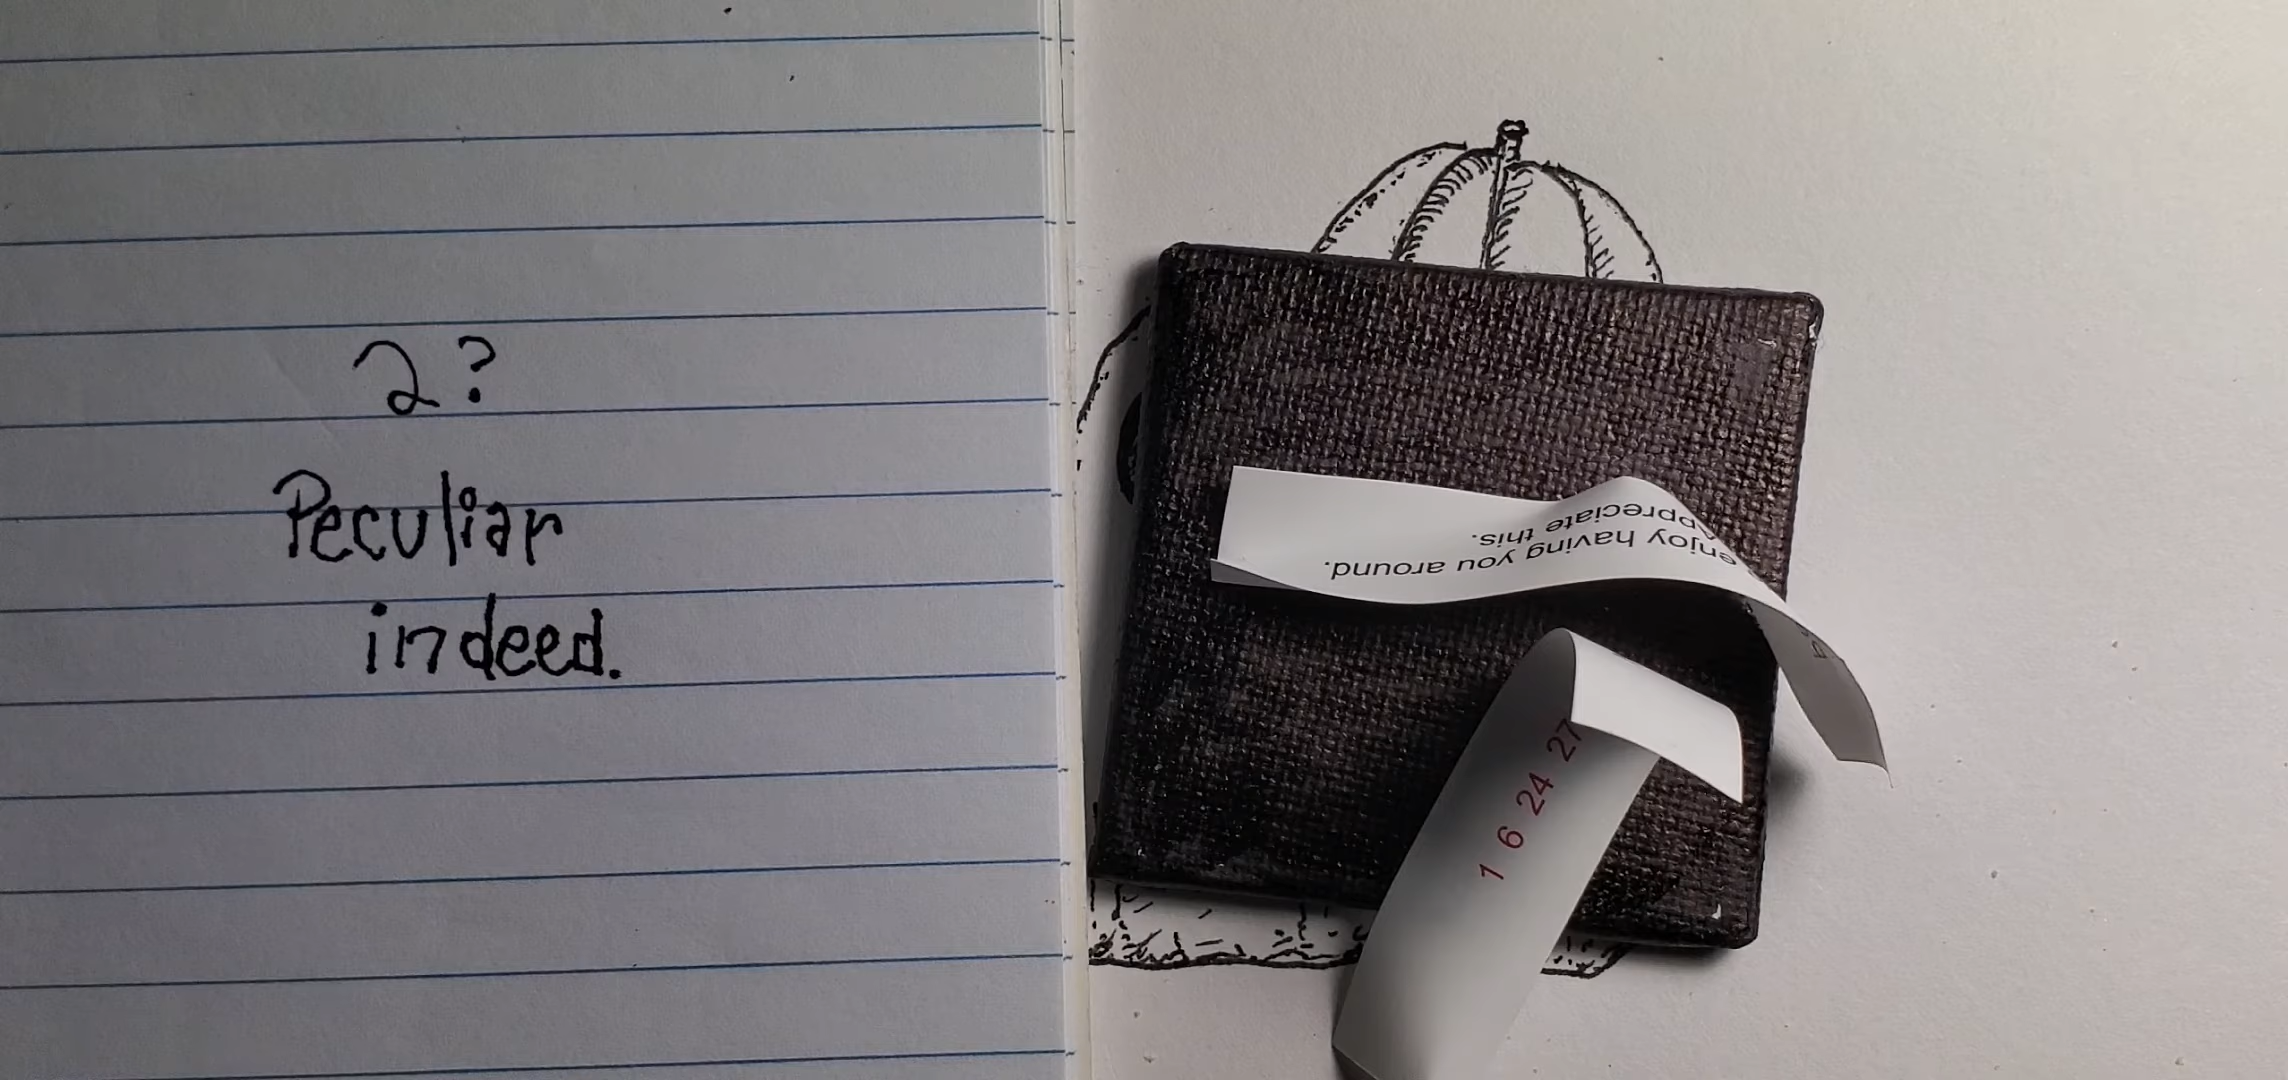 2?
Peculiar
indeed.
enjoy having you around.
Appreciate this.
1 6 24 27